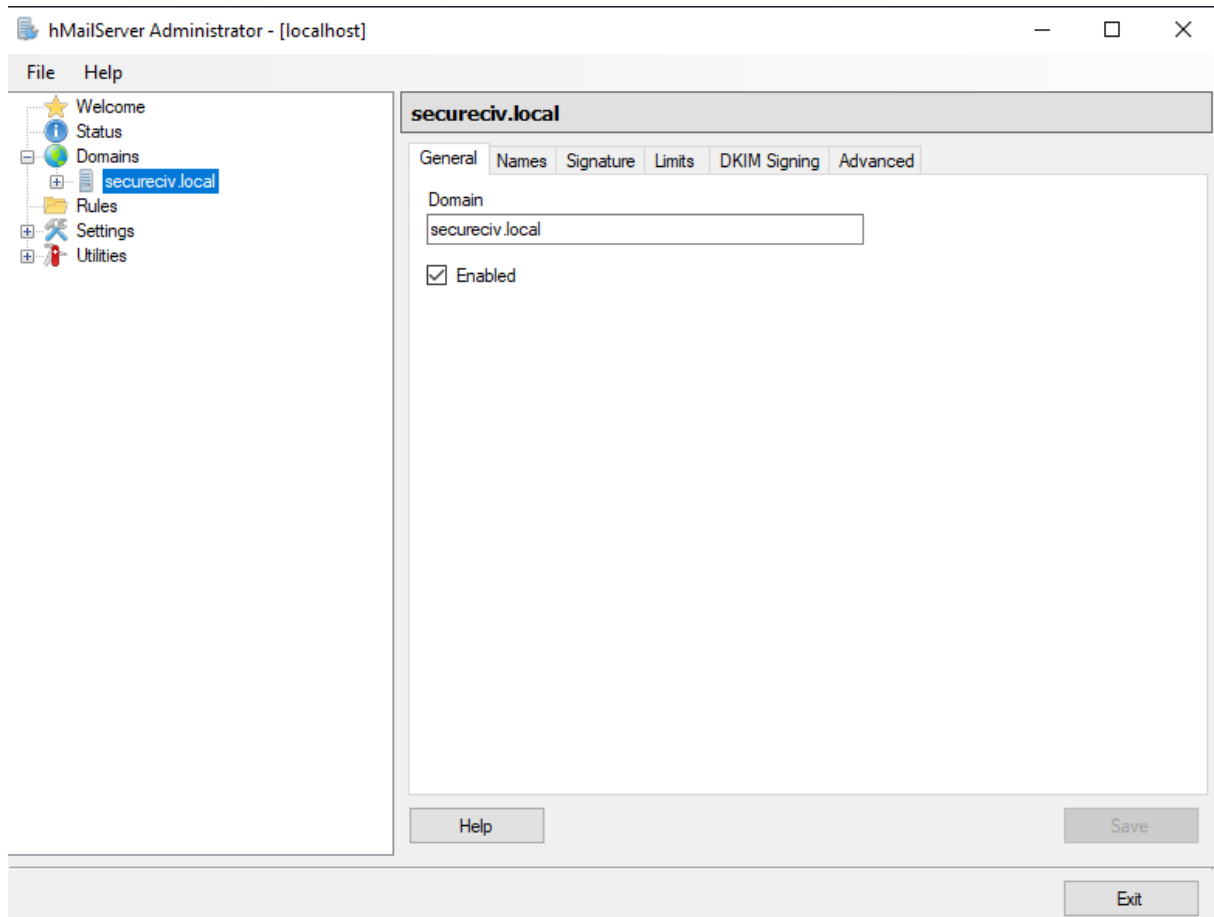 hMailServer Administrator - [localhost]
File Help
Welcome
Status
Domains
secureciv.local
Rules
Settings
Utilities
secureciv.local
General Names Signature Limits DKIM Signing Advanced
Domain
secureciv.local
Enabled
Help Save
Exit